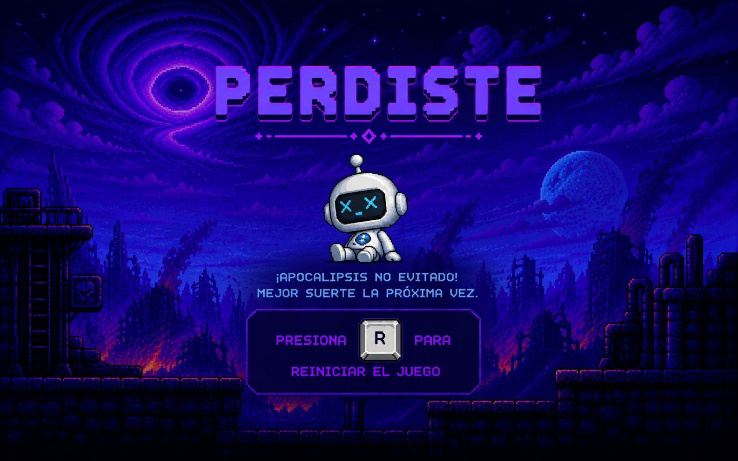 PERDISTE
¡APOCALIPSIS NO EVITADO!
MEJOR SUERTE LA PRÓXIMA VEZ.
PRESIONA R PARA
REINICIAR EL JUEGO